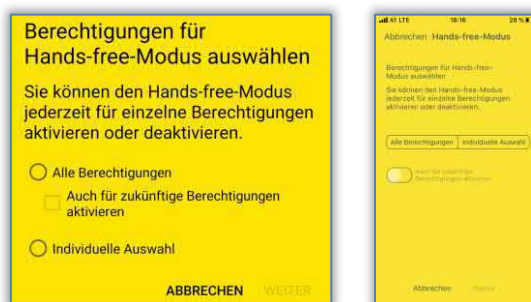 Berechtigungen für
Hands-free-Modus auswählen
Sie können den Hands-free-Modus
jederzeit für einzelne Berechtigungen
aktivieren oder deaktivieren.
Alle Berechtigungen
Auch für zukünftige Berechtigungen
aktivieren
Individuelle Auswahl
ABBRECHEN WEITER
A1 LTE 18:16 28 %
Abbrechen Hands-free-Modus
Berechtigungen für Hands-free-
Modus auswählen
Sie können den Hands-free-Modus
jederzeit für einzelne Berechtigungen
aktivieren oder deaktivieren.
Alle Berechtigungen Individuelle Auswahl
Auch für zukünftige
Berechtigungen aktivieren
Abbrechen Weiter